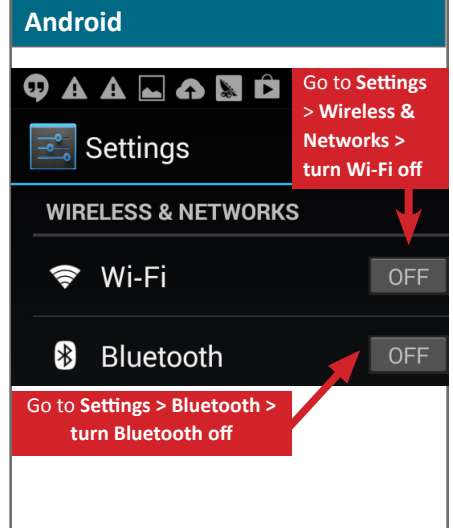 Android
Go to Settings
> Wireless &
Networks >
turn Wi-Fi off
Settings
WIRELESS & NETWORKS
Wi-Fi OFF
Bluetooth OFF
Go to Settings > Bluetooth >
turn Bluetooth off